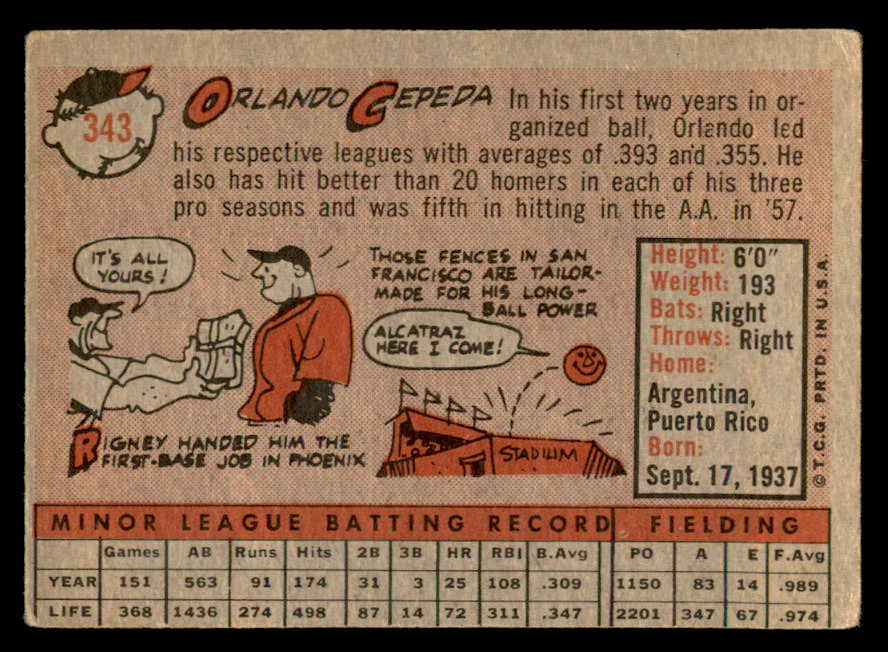 343
ORLANDO CEPEDA In his first two years in or-
ganized ball, Orlando led
his respective leagues with averages of .393 and .355. He
also has hit better than 20 homers in each of his three
pro seasons and was fifth in hitting in the A.A. in '57.
IT'S ALL
YOURS!
RIGNEY HANDED HIM THE
FIRST-BASE JOB IN PHOENIX
THOSE FENCES IN SAN
FRANCISCO ARE TAILOR-
MADE FOR HIS LONG-
BALL POWER
ALCATRAZ
HERE I COME!
STADIUM
Height: 6'0"
Weight: 193
Bats: Right
Throws: Right
Home:
Argentina,
Puerto Rico
Born:
Sept. 17, 1937
© T.C.G. PRTD. IN U.S.A.
MINOR LEAGUE BATTING RECORD FIELDING
Games AB Runs Hits 2B 3B HR RBI B.Avg PO A E F.Avg
YEAR 151 563 91 174 31 3 25 108 .309 1150 83 14 .989
LIFE 368 1436 274 498 87 14 72 311 .347 2201 347 67 .974